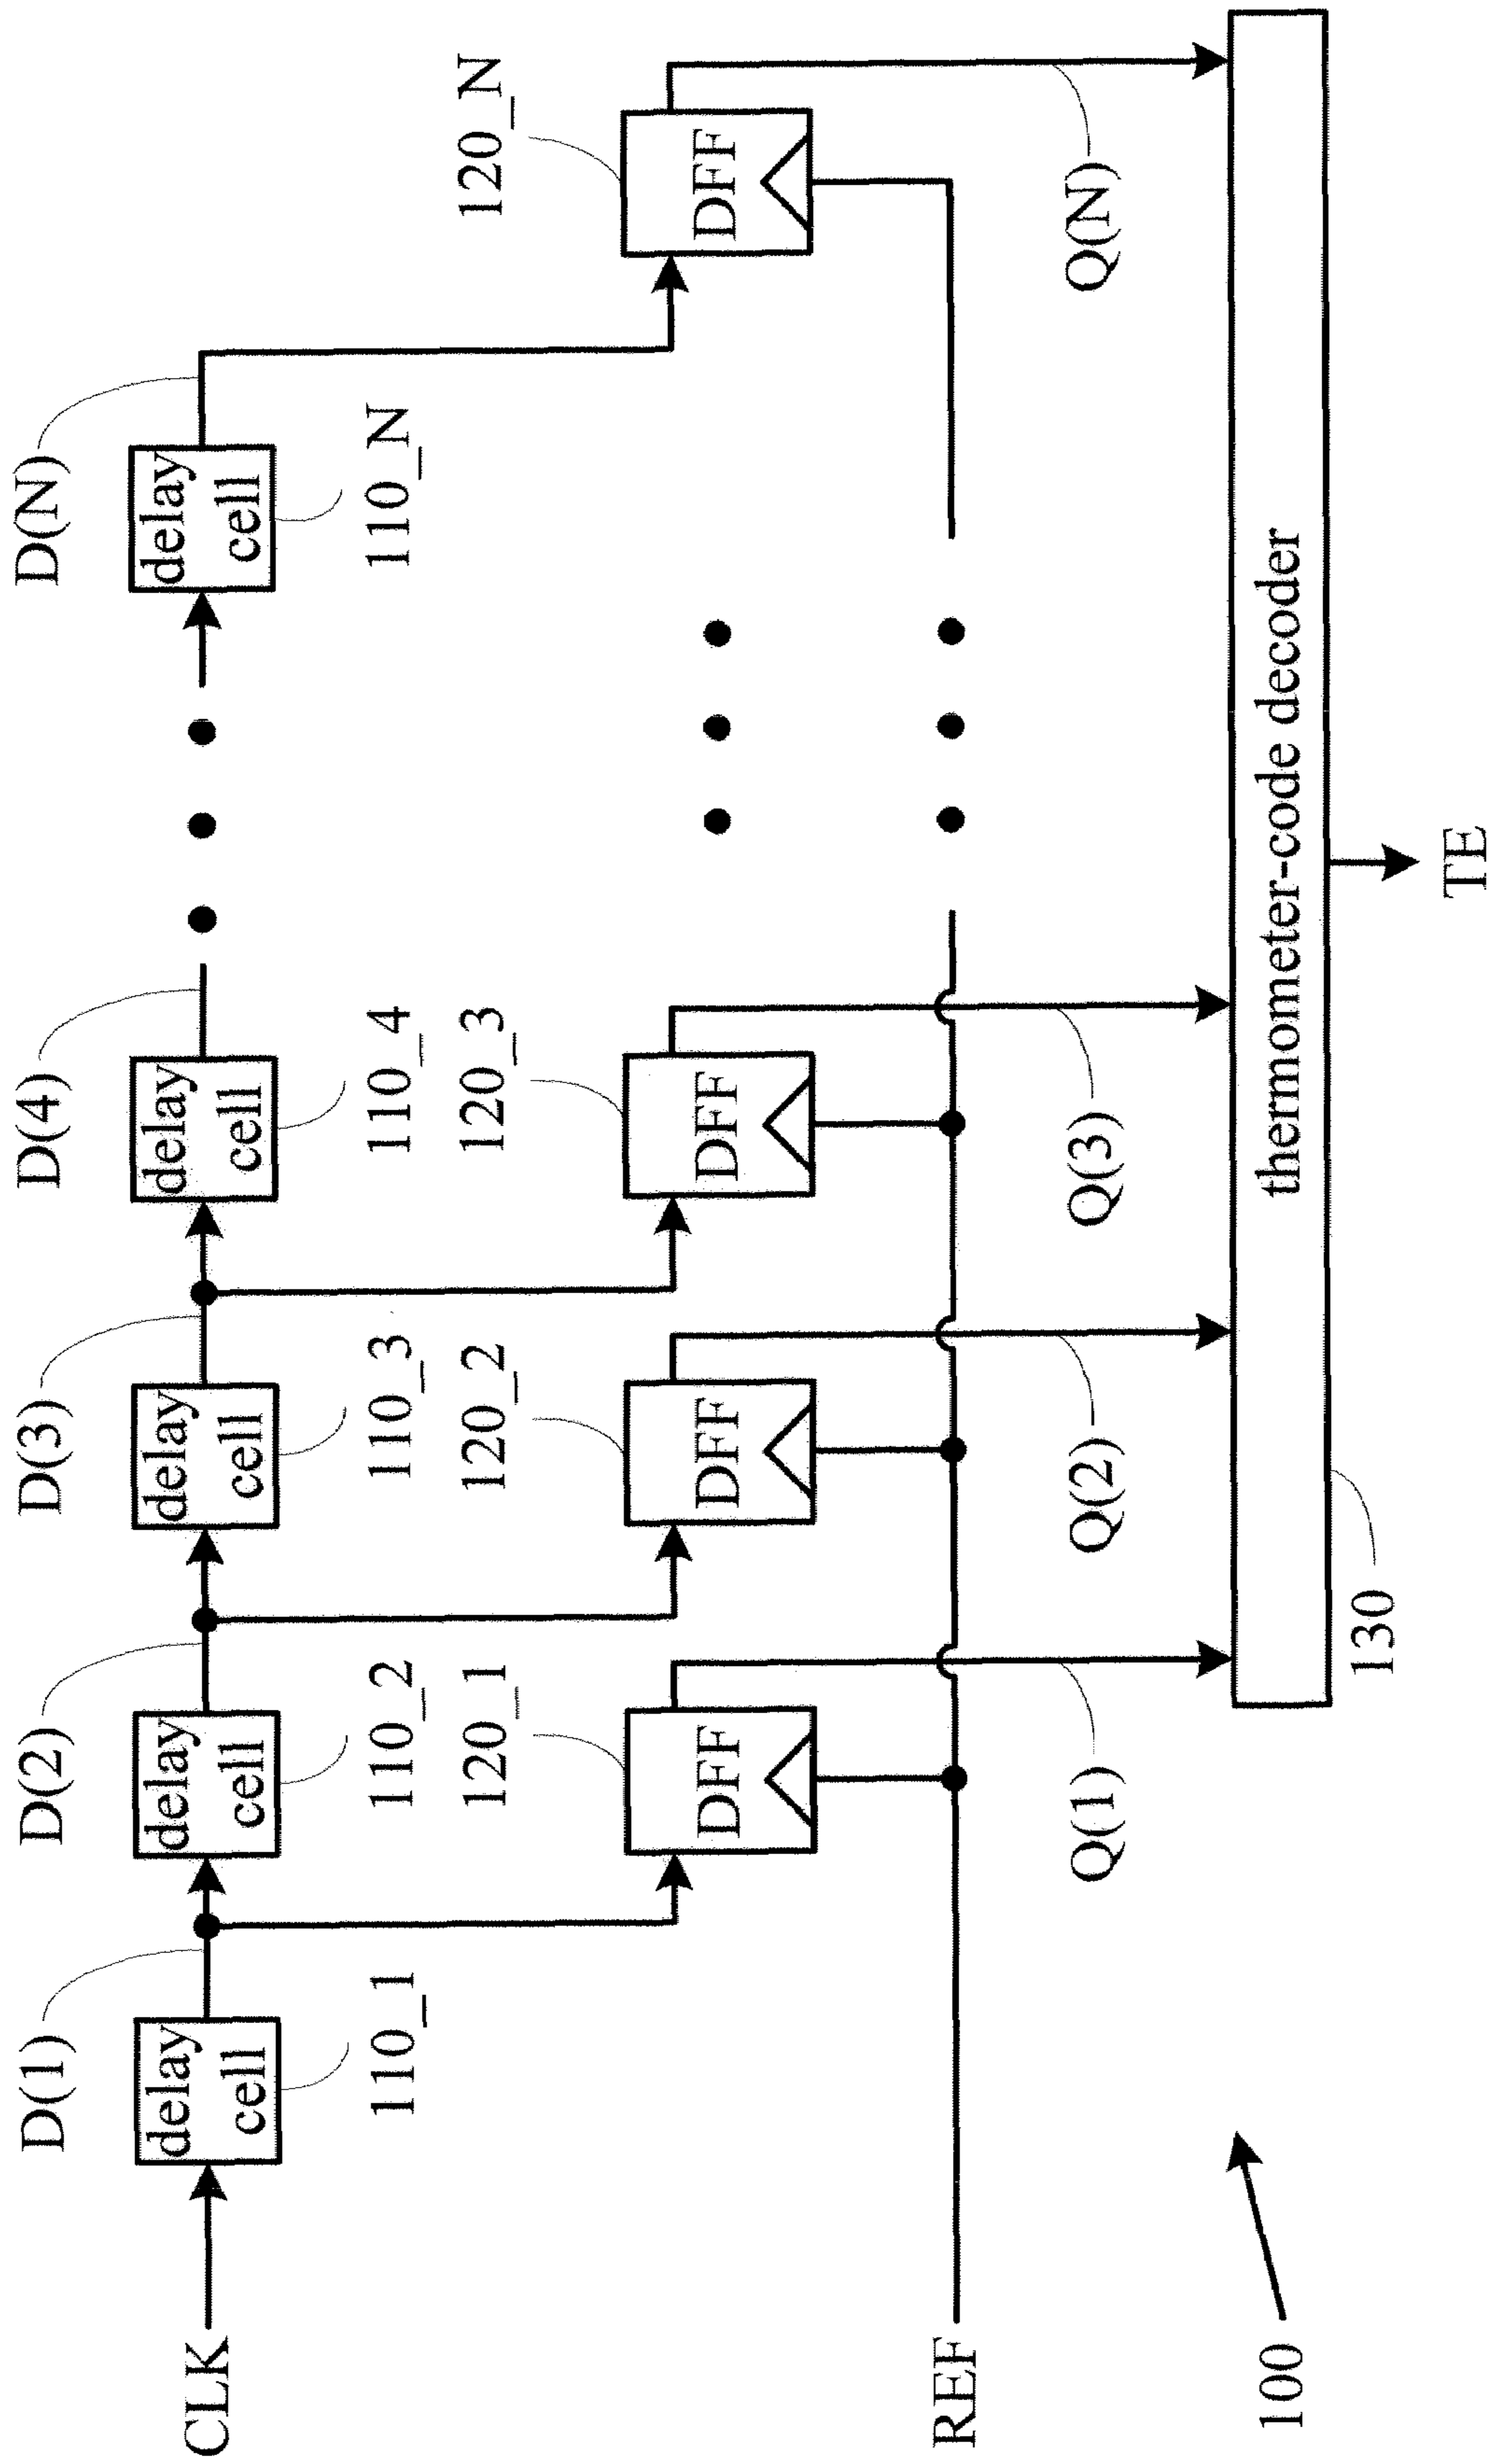 D(1)
D(2)
D(3)
D(4)
D(N)
CLK
delay
cell
delay
cell
delay
cell
delay
cell
delay
cell
110_1
110_2
110_3
110_4
110_N
120_1
120_2
120_3
120_N
DFF
DFF
DFF
DFF
REF
Q(1)
Q(2)
Q(3)
Q(N)
100
thermometer-code decoder
130
TE